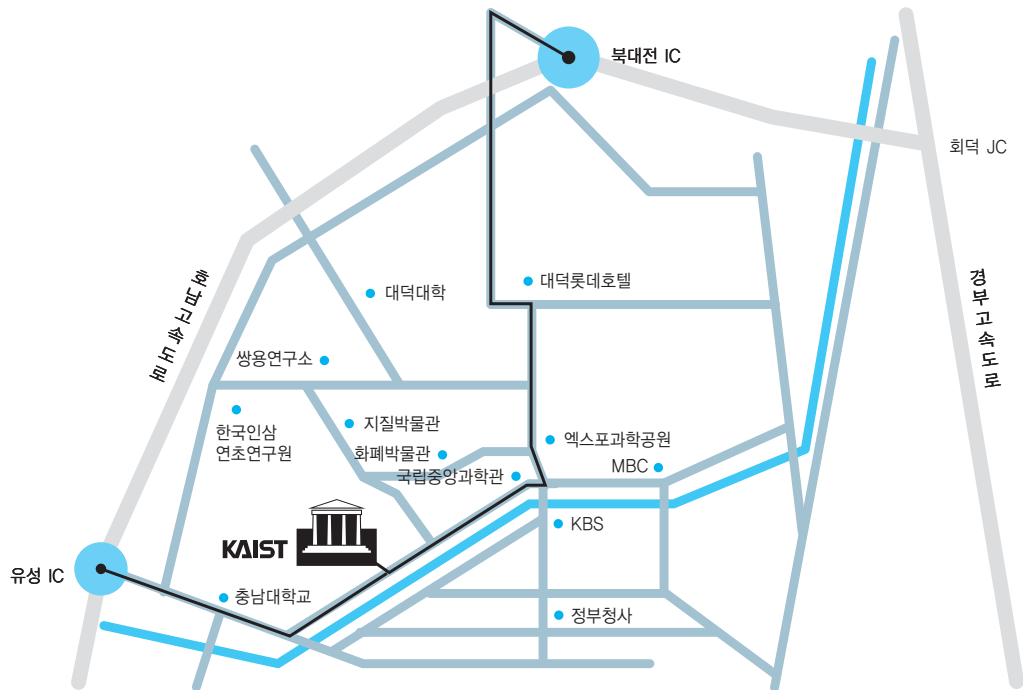 북대전 IC
회덕 JC
호남고속도로
경부고속도로
대덕롯데호텔
대덕대학
쌍용연구소
지질박물관
한국인삼
연초연구원
화폐박물관
국립중앙과학관
엑스포과학공원
MBC
KBS
KAIST
유성 IC
충남대학교
정부청사